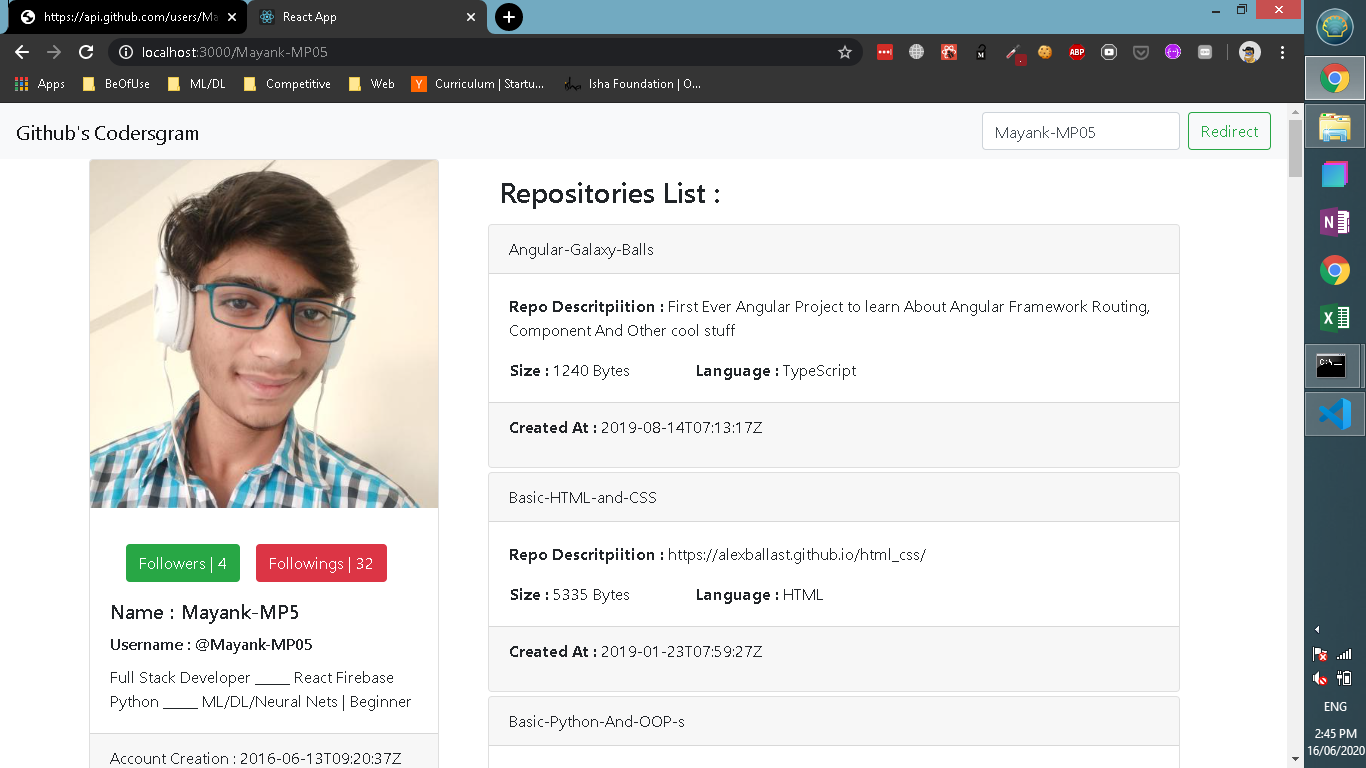 https://api.github.com/users/Ma
React App
localhost:3000/Mayank-MP05
Apps
BeOfUse
ML/DL
Competitive
Web
Curriculum | Startu...
Isha Foundation | O...
Github's Codersgram
Mayank-MP05
Redirect
Followers | 4
Followings | 32
Name : Mayank-MP5
Username : @Mayank-MP05
Full Stack Developer _____ React Firebase
Python _____ ML/DL/Neural Nets | Beginner
Account Creation : 2016-06-13T09:20:37Z
Repositories List :
Angular-Galaxy-Balls
Repo Descritpiition : First Ever Angular Project to learn About Angular Framework Routing,
Component And Other cool stuff
Size : 1240 Bytes
Language : TypeScript
Created At : 2019-08-14T07:13:17Z
Basic-HTML-and-CSS
Repo Descritpiition : https://alexballast.github.io/html_css/
Size : 5335 Bytes
Language : HTML
Created At : 2019-01-23T07:59:27Z
Basic-Python-And-OOP-s
ABP
ENG
2:45 PM
16/06/2020